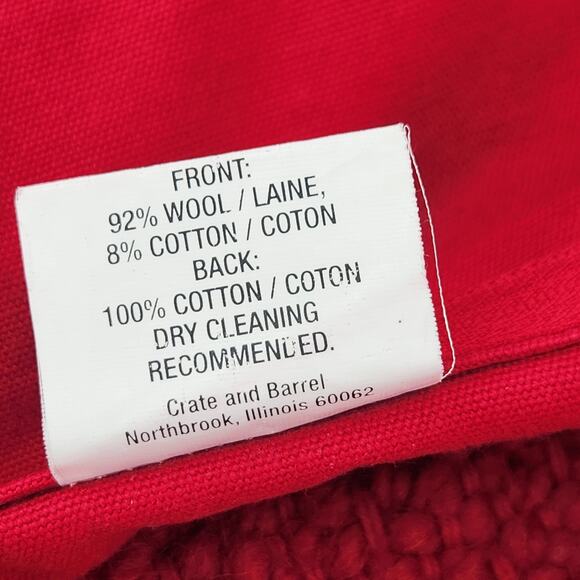 FRONT:
92% WOOL / LAINE,
8% COTTON / COTON
BACK:
100% COTTON / COTON
DRY CLEANING
RECOMMENDED.
Crate and Barrel
Northbrook, Illinois 60062